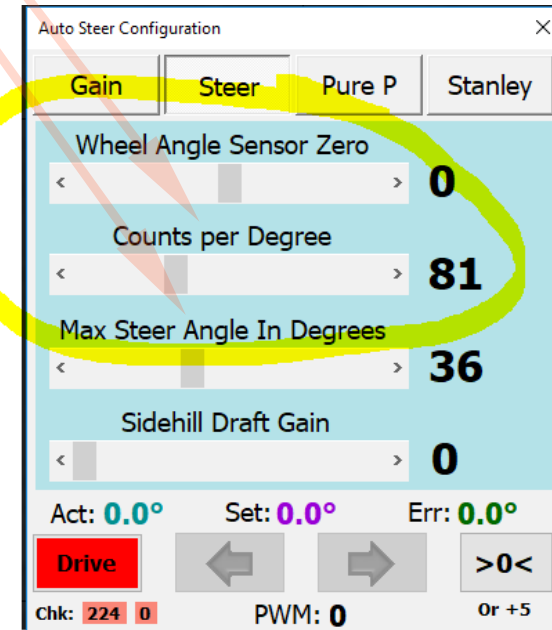 Auto Steer Configuration
Gain Steer Pure P Stanley
Wheel Angle Sensor Zero
< > 0
Counts per Degree
< > 81
Max Steer Angle In Degrees
< > 36
Sidehill Draft Gain
< > 0
Act: 0.0° Set: 0.0° Err: 0.0°
Drive >0<
Chk: 224 0 PWM: 0 Or +5